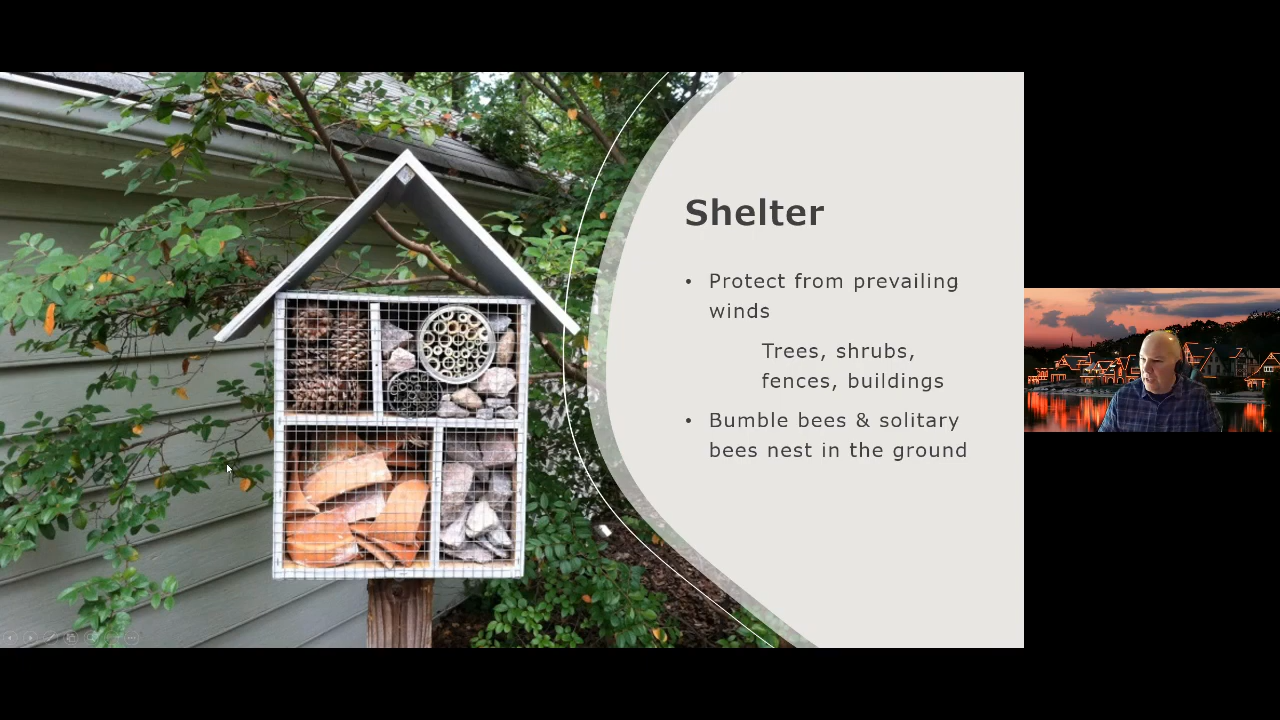 Shelter
• Protect from prevailing
winds
Trees, shrubs,
fences, buildings
• Bumble bees & solitary
bees nest in the ground